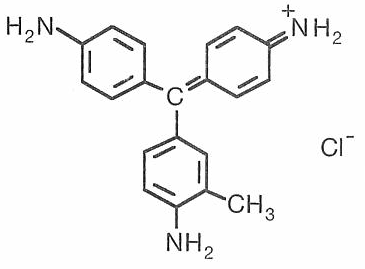 H₂N
+
NH₂
C
Cl⁻
CH₃
NH₂